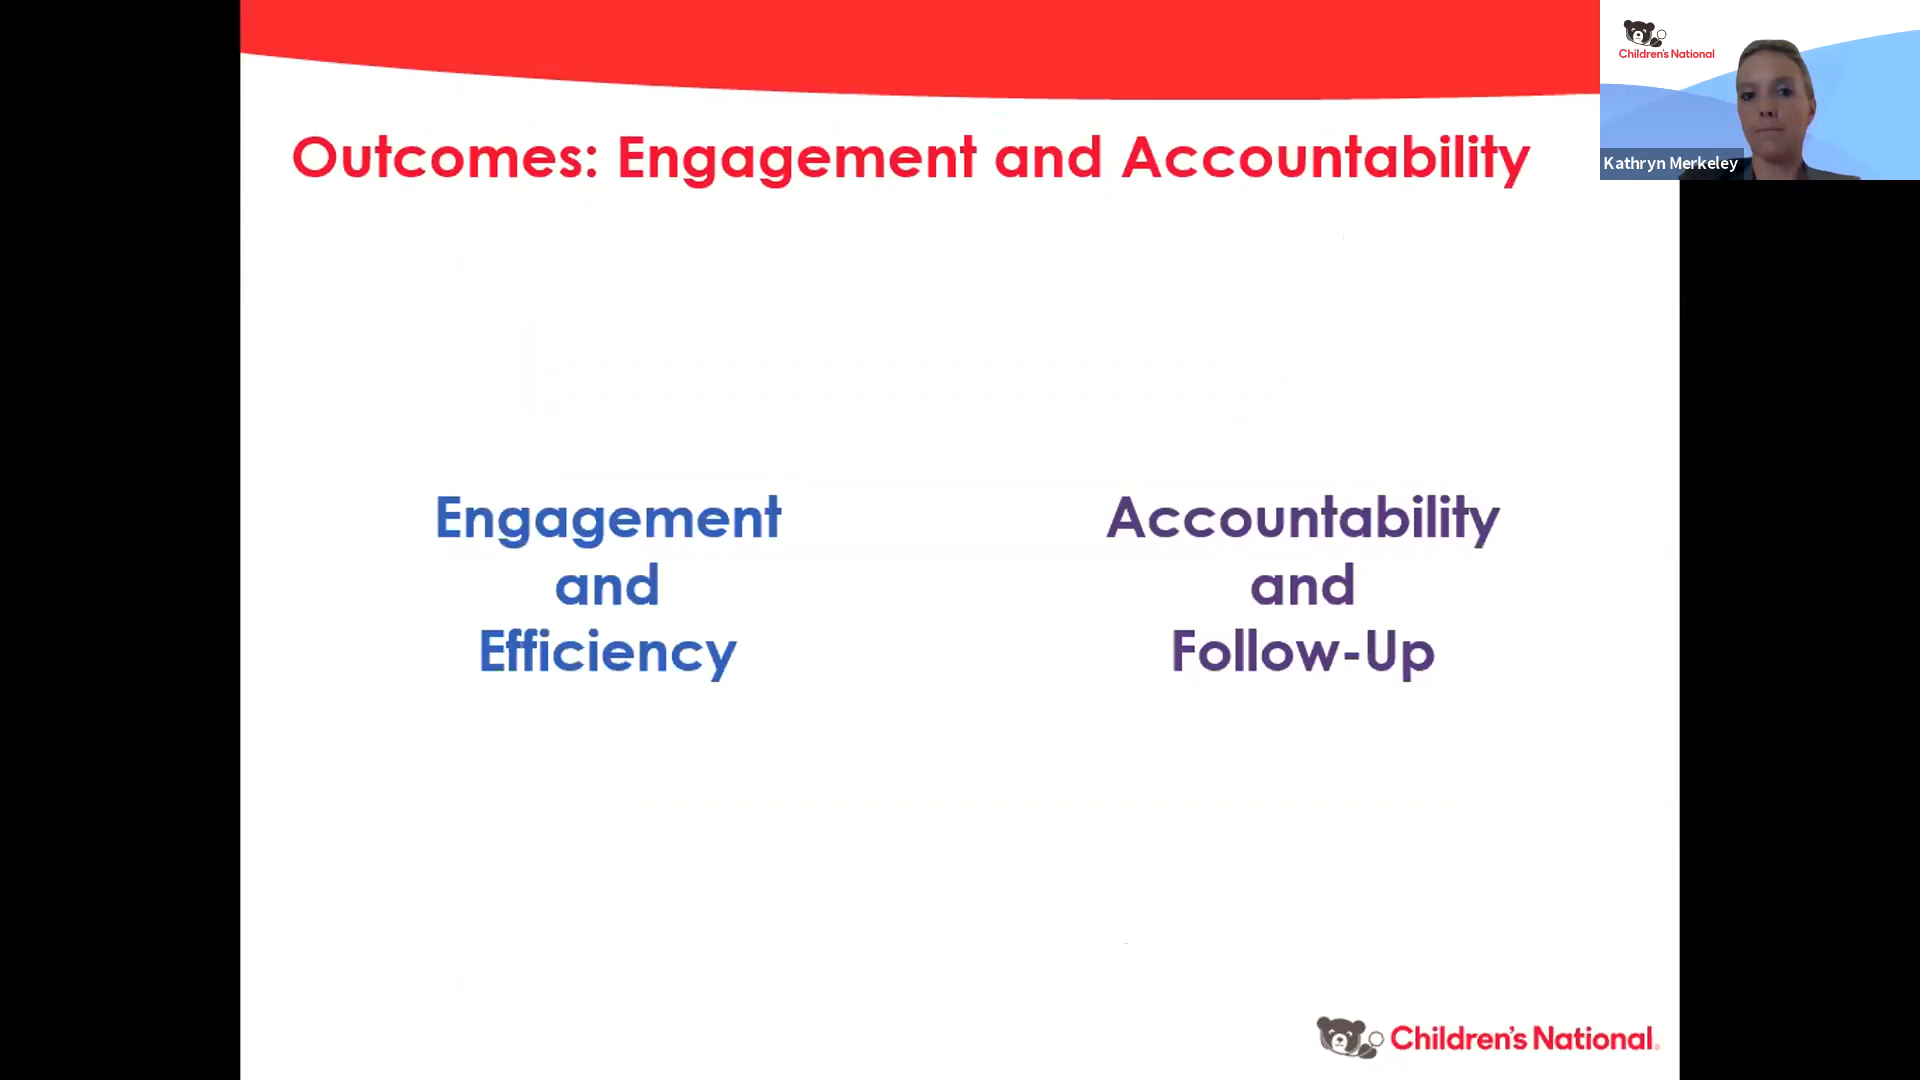 Outcomes: Engagement and Accountability
Children's National
Kathryn Merkeley
Engagement
and
Efficiency
Accountability
and
Follow-Up
Children's National